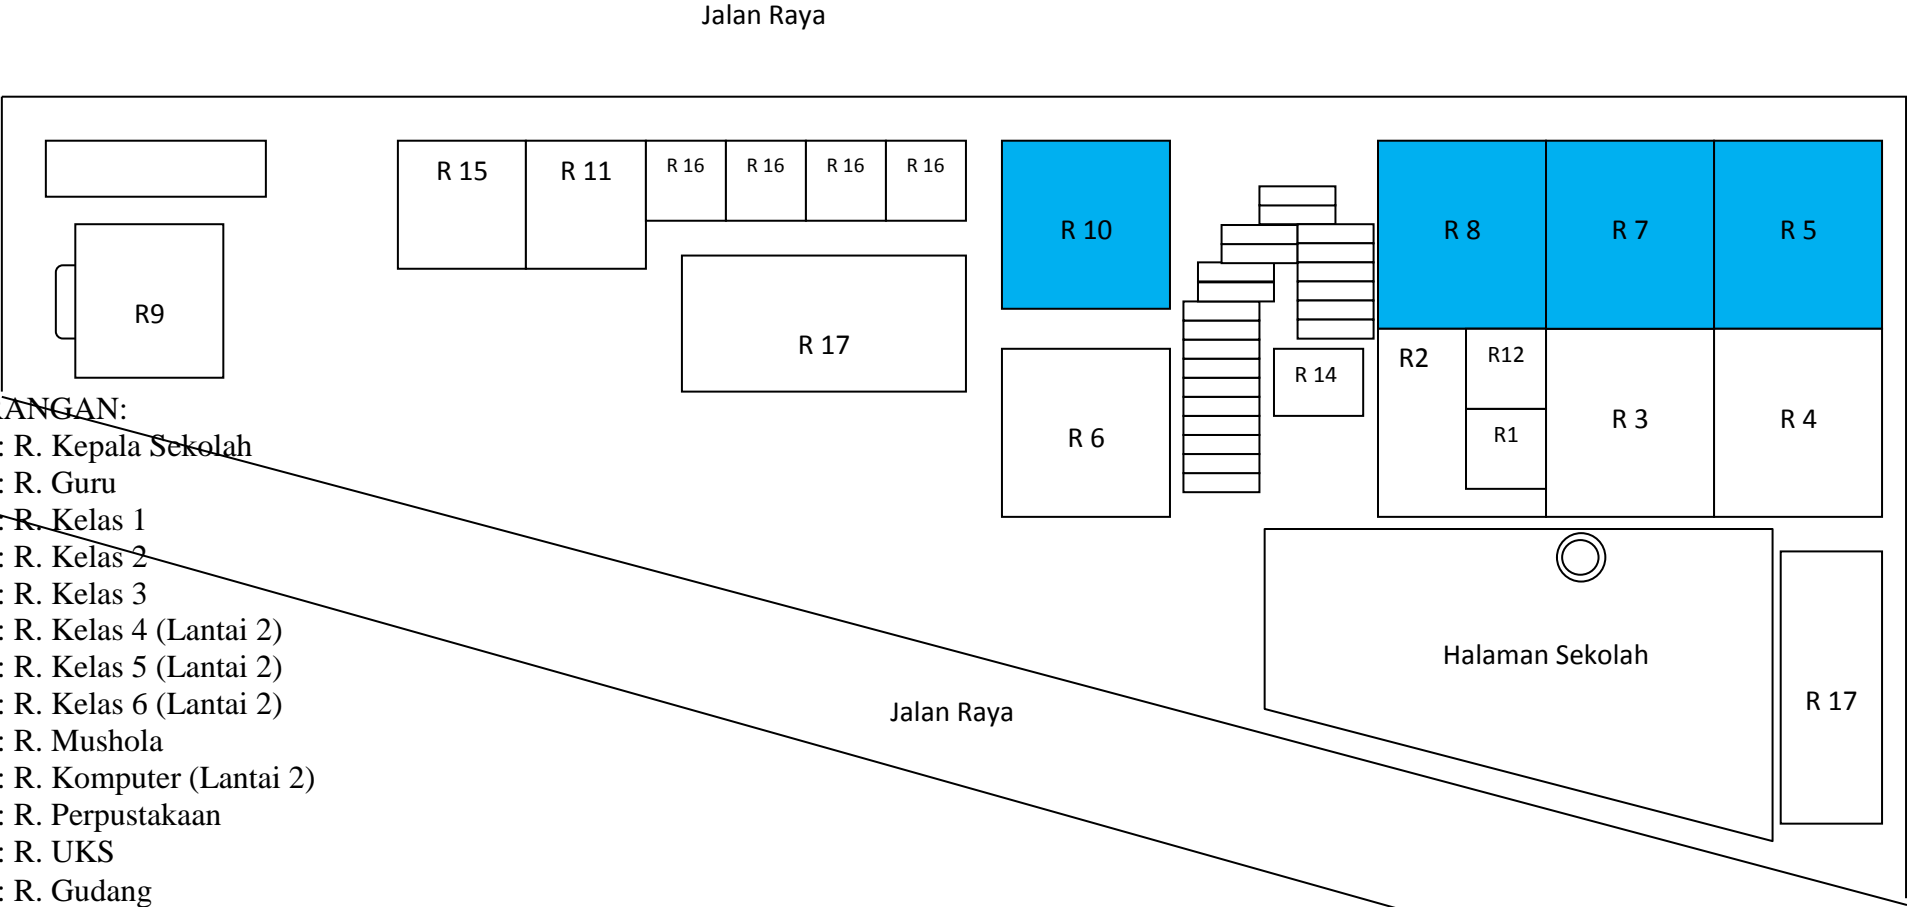 Jalan Raya
R 15
R 11
R 16
R 16
R 16
R 16
R 10
R 8
R 7
R 5
R9
R 17
R2
R12
R 14
R 6
R1
R 3
R 4
RANGAN:
: R. Kepala Sekolah
: R. Guru
: R. Kelas 1
: R. Kelas 2
: R. Kelas 3
: R. Kelas 4 (Lantai 2)
: R. Kelas 5 (Lantai 2)
: R. Kelas 6 (Lantai 2)
: R. Mushola
: R. Komputer (Lantai 2)
: R. Perpustakaan
: R. UKS
: R. Gudang
Halaman Sekolah
Jalan Raya
R 17